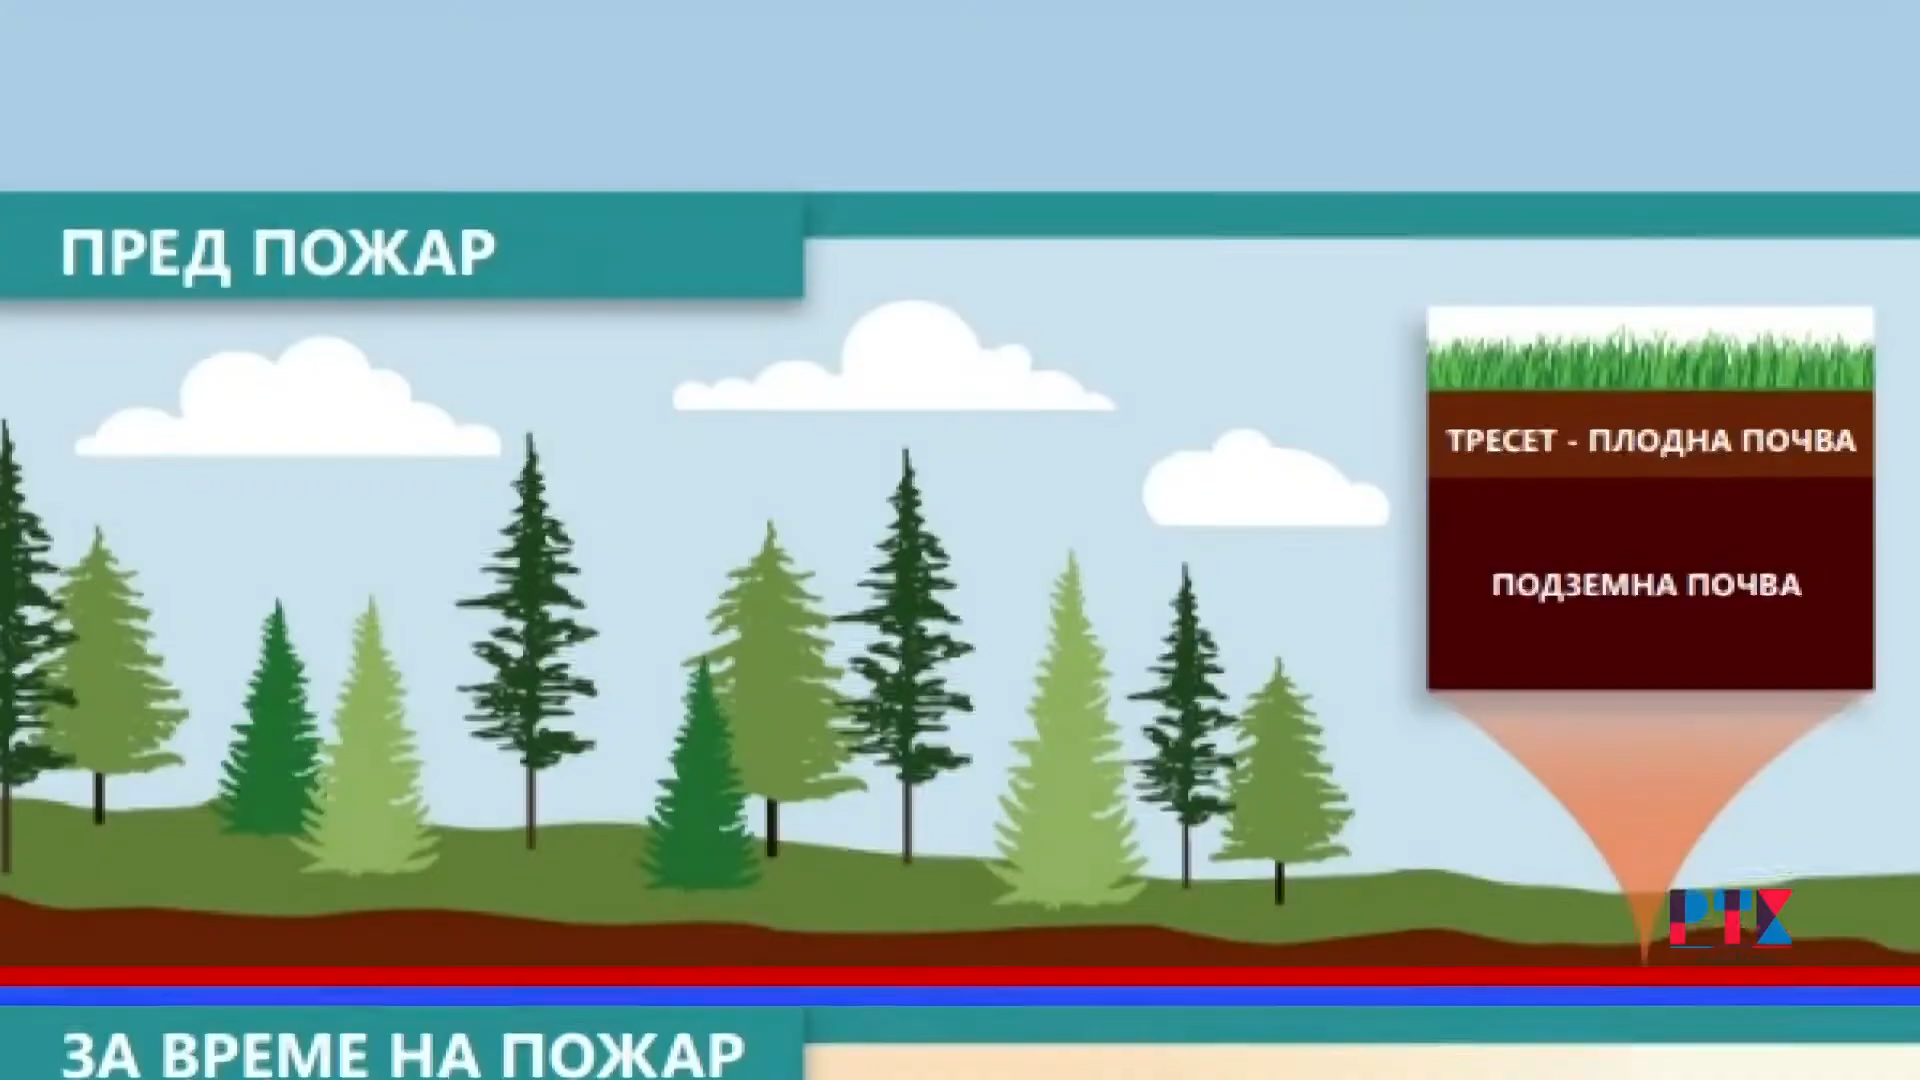 ПРЕД ПОЖАР
ТРЕСЕТ - ПЛОДНА ПОЧВА
ПОДЗЕМНА ПОЧВА
РТХ
ЗА ВРЕМЕ НА ПОЖАР